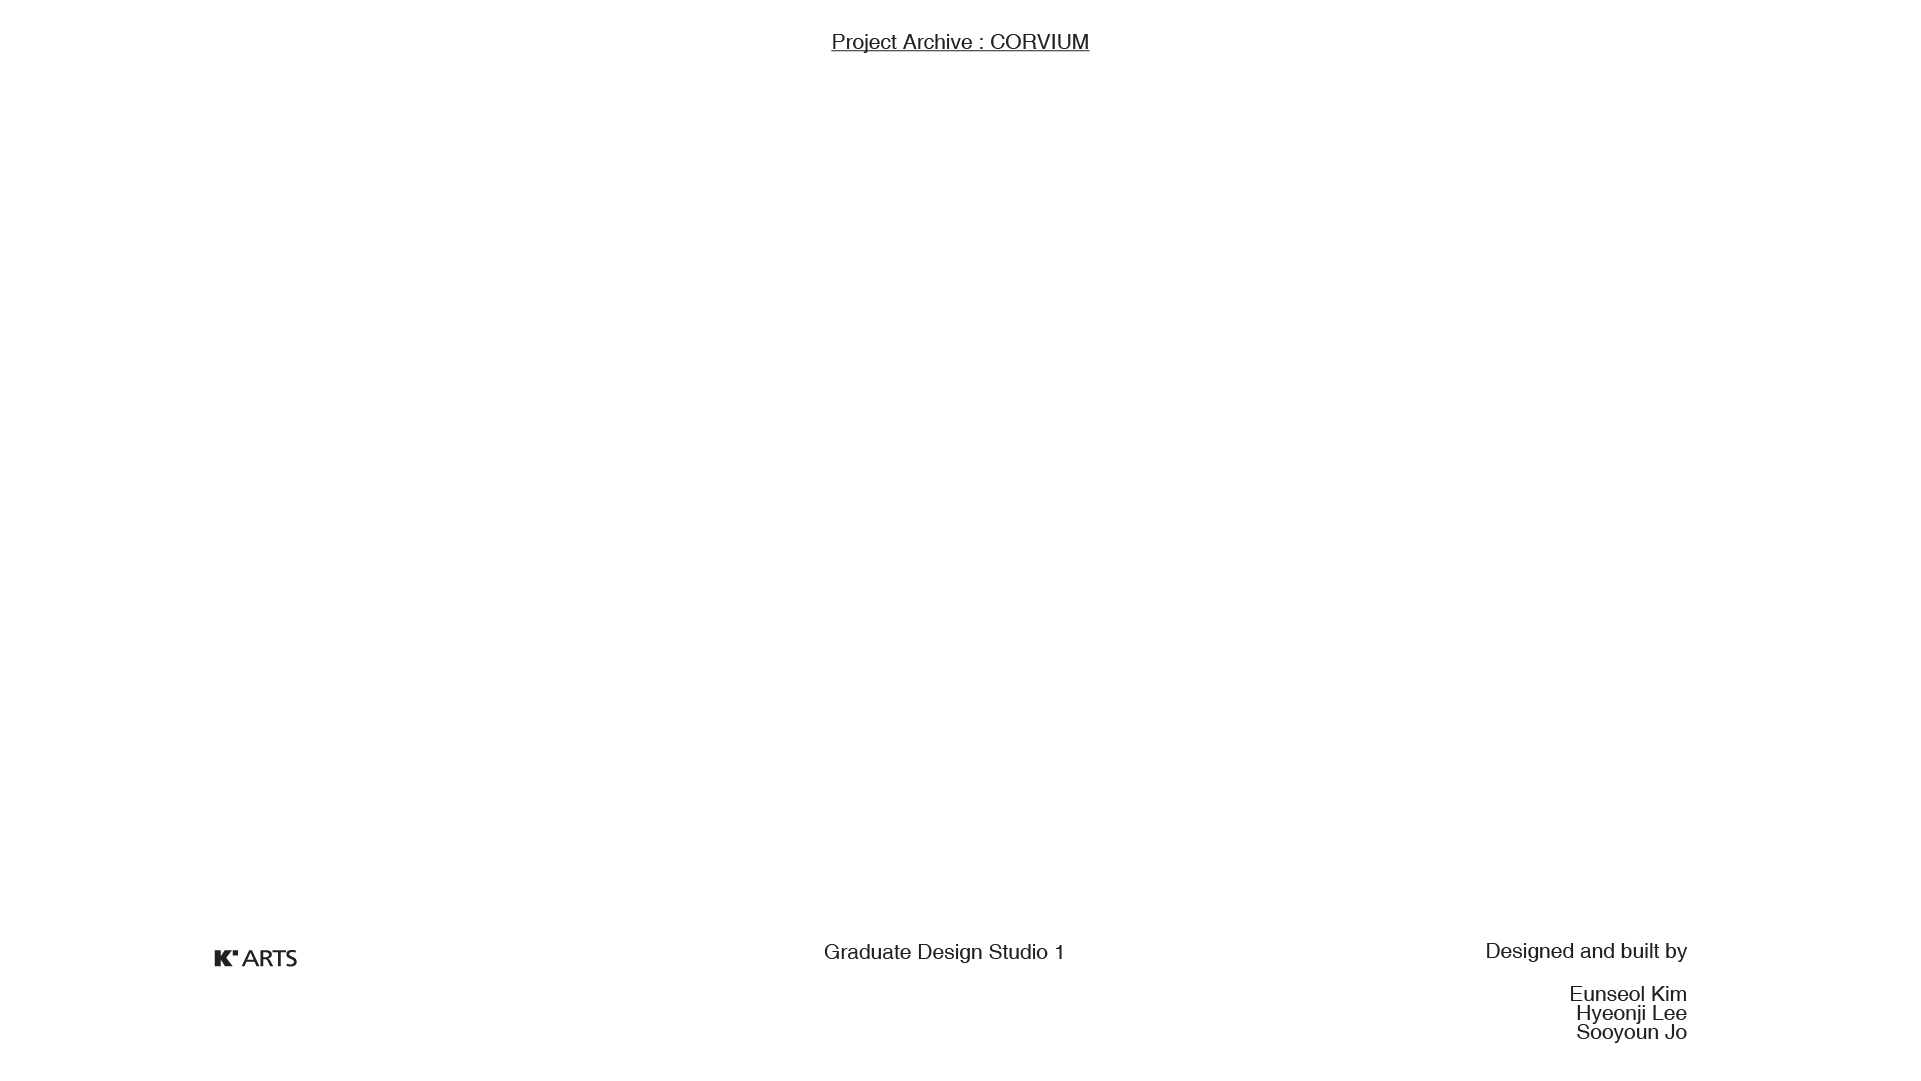 Project Archive : CORVIUM
K' ARTS
Graduate Design Studio 1
Designed and built by
Eunseol Kim
Hyeonji Lee
Sooyoun Jo